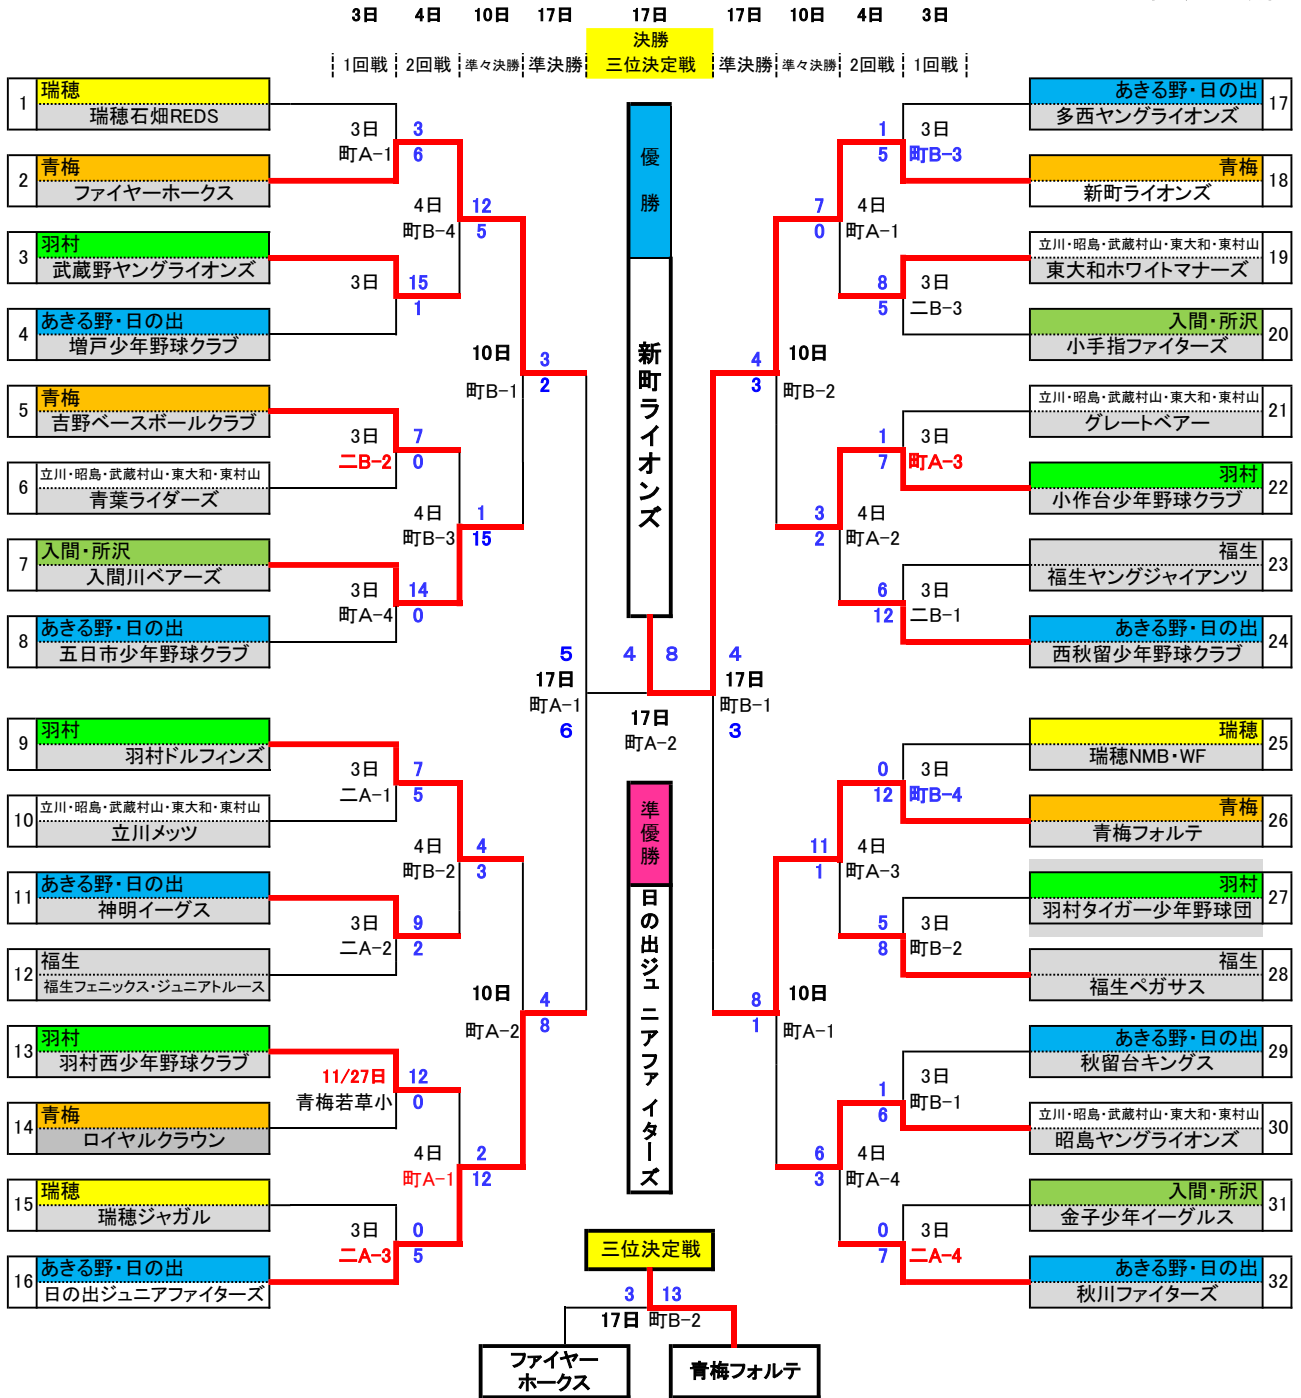 3日 4日 10日 17日 17日 17日 10日 4日 3日
決勝
1回戦 2回戦 準々決勝 準決勝 三位決定戦 準決勝 準々決勝 2回戦 1回戦
1 瑞穂
瑞穂石畑REDS
2 青梅
ファイヤーホークス
3 羽村
武蔵野ヤングライオンズ
4 あきる野・日の出
増戸少年野球クラブ
5 青梅
吉野ベースボールクラブ
6 立川・昭島・武蔵村山・東大和・東村山
青葉ライダーズ
7 入間・所沢
入間川ベアーズ
8 あきる野・日の出
五日市少年野球クラブ
9 羽村
羽村ドルフィンズ
10 立川・昭島・武蔵村山・東大和・東村山
立川メッツ
11 あきる野・日の出
神明イーグス
12 福生
福生フェニックス・ジュニアトルース
13 羽村
羽村西少年野球クラブ
14 青梅
ロイヤルクラウン
15 瑞穂
瑞穂ジャガル
16 あきる野・日の出
日の出ジュニアファイターズ
3日 3
町A-1 6
4日 12
町B-4 5
3日 15
1
10日 3
町B-1 2
3日 7
二B-2 0
4日 1
町B-3 15
3日 14
町A-4 0
5
17日
町A-1
6
3日 7
二A-1 5
4日 4
町B-2 3
3日 9
二A-2 2
10日 4
町A-2 8
11/27日 12
青梅若草小 0
4日 2
町A-1 12
3日 0
二A-3 5
優勝
新町ライオンズ
4 8
17日
町A-2
準優勝
日の出ジュニアファイターズ
三位決定戦
3 13
17日 町B-2
ファイヤー
ホークス
青梅フォルテ
1 3日
5 町B-3
7 4日
0 町A-1
8 3日
5 二B-3
4 10日
3 町B-2
1 3日
7 町A-3
3 4日
2 町A-2
6 3日
12 二B-1
4
17日
町B-1
3
0 3日
12 町B-4
11 4日
1 町A-3
5 3日
8 町B-2
8 10日
1 町A-1
1 3日
6 町B-1
6 4日
3 町A-4
0 3日
7 二A-4
あきる野・日の出 17
多西ヤングライオンズ
青梅 18
新町ライオンズ
立川・昭島・武蔵村山・東大和・東村山 19
東大和ホワイトマナーズ
入間・所沢 20
小手指ファイターズ
立川・昭島・武蔵村山・東大和・東村山 21
グレートベアー
羽村 22
小作台少年野球クラブ
福生 23
福生ヤングジャイアンツ
あきる野・日の出 24
西秋留少年野球クラブ
瑞穂 25
瑞穂NMB・WF
青梅 26
青梅フォルテ
羽村 27
羽村タイガー少年野球団
福生 28
福生ペガサス
あきる野・日の出 29
秋留台キングス
立川・昭島・武蔵村山・東大和・東村山 30
昭島ヤングライオンズ
入間・所沢 31
金子少年イーグルス
あきる野・日の出 32
秋川ファイターズ